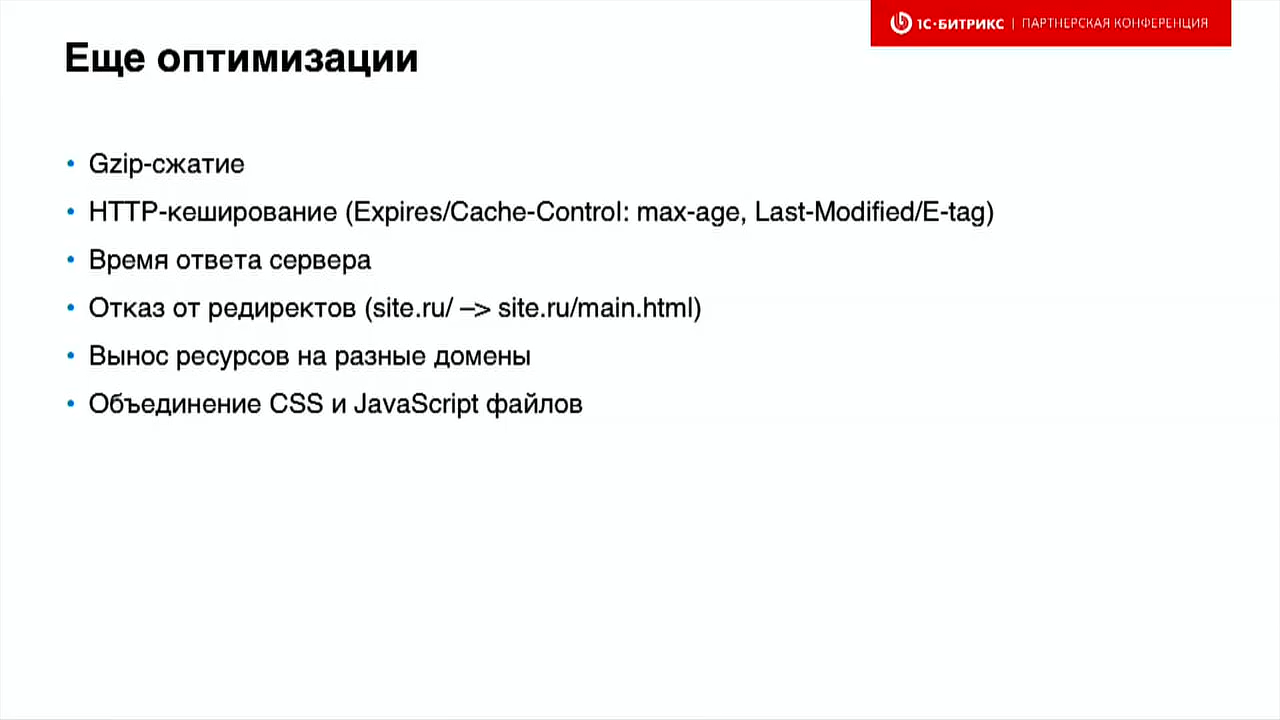 1С·БИТРИКС | ПАРТНЕРСКАЯ КОНФЕРЕНЦИЯ
Еще оптимизации
• Gzip-сжатие
• HTTP-кеширование (Expires/Cache-Control: max-age, Last-Modified/E-tag)
• Время ответа сервера
• Отказ от редиректов (site.ru/ –> site.ru/main.html)
• Вынос ресурсов на разные домены
• Объединение CSS и JavaScript файлов